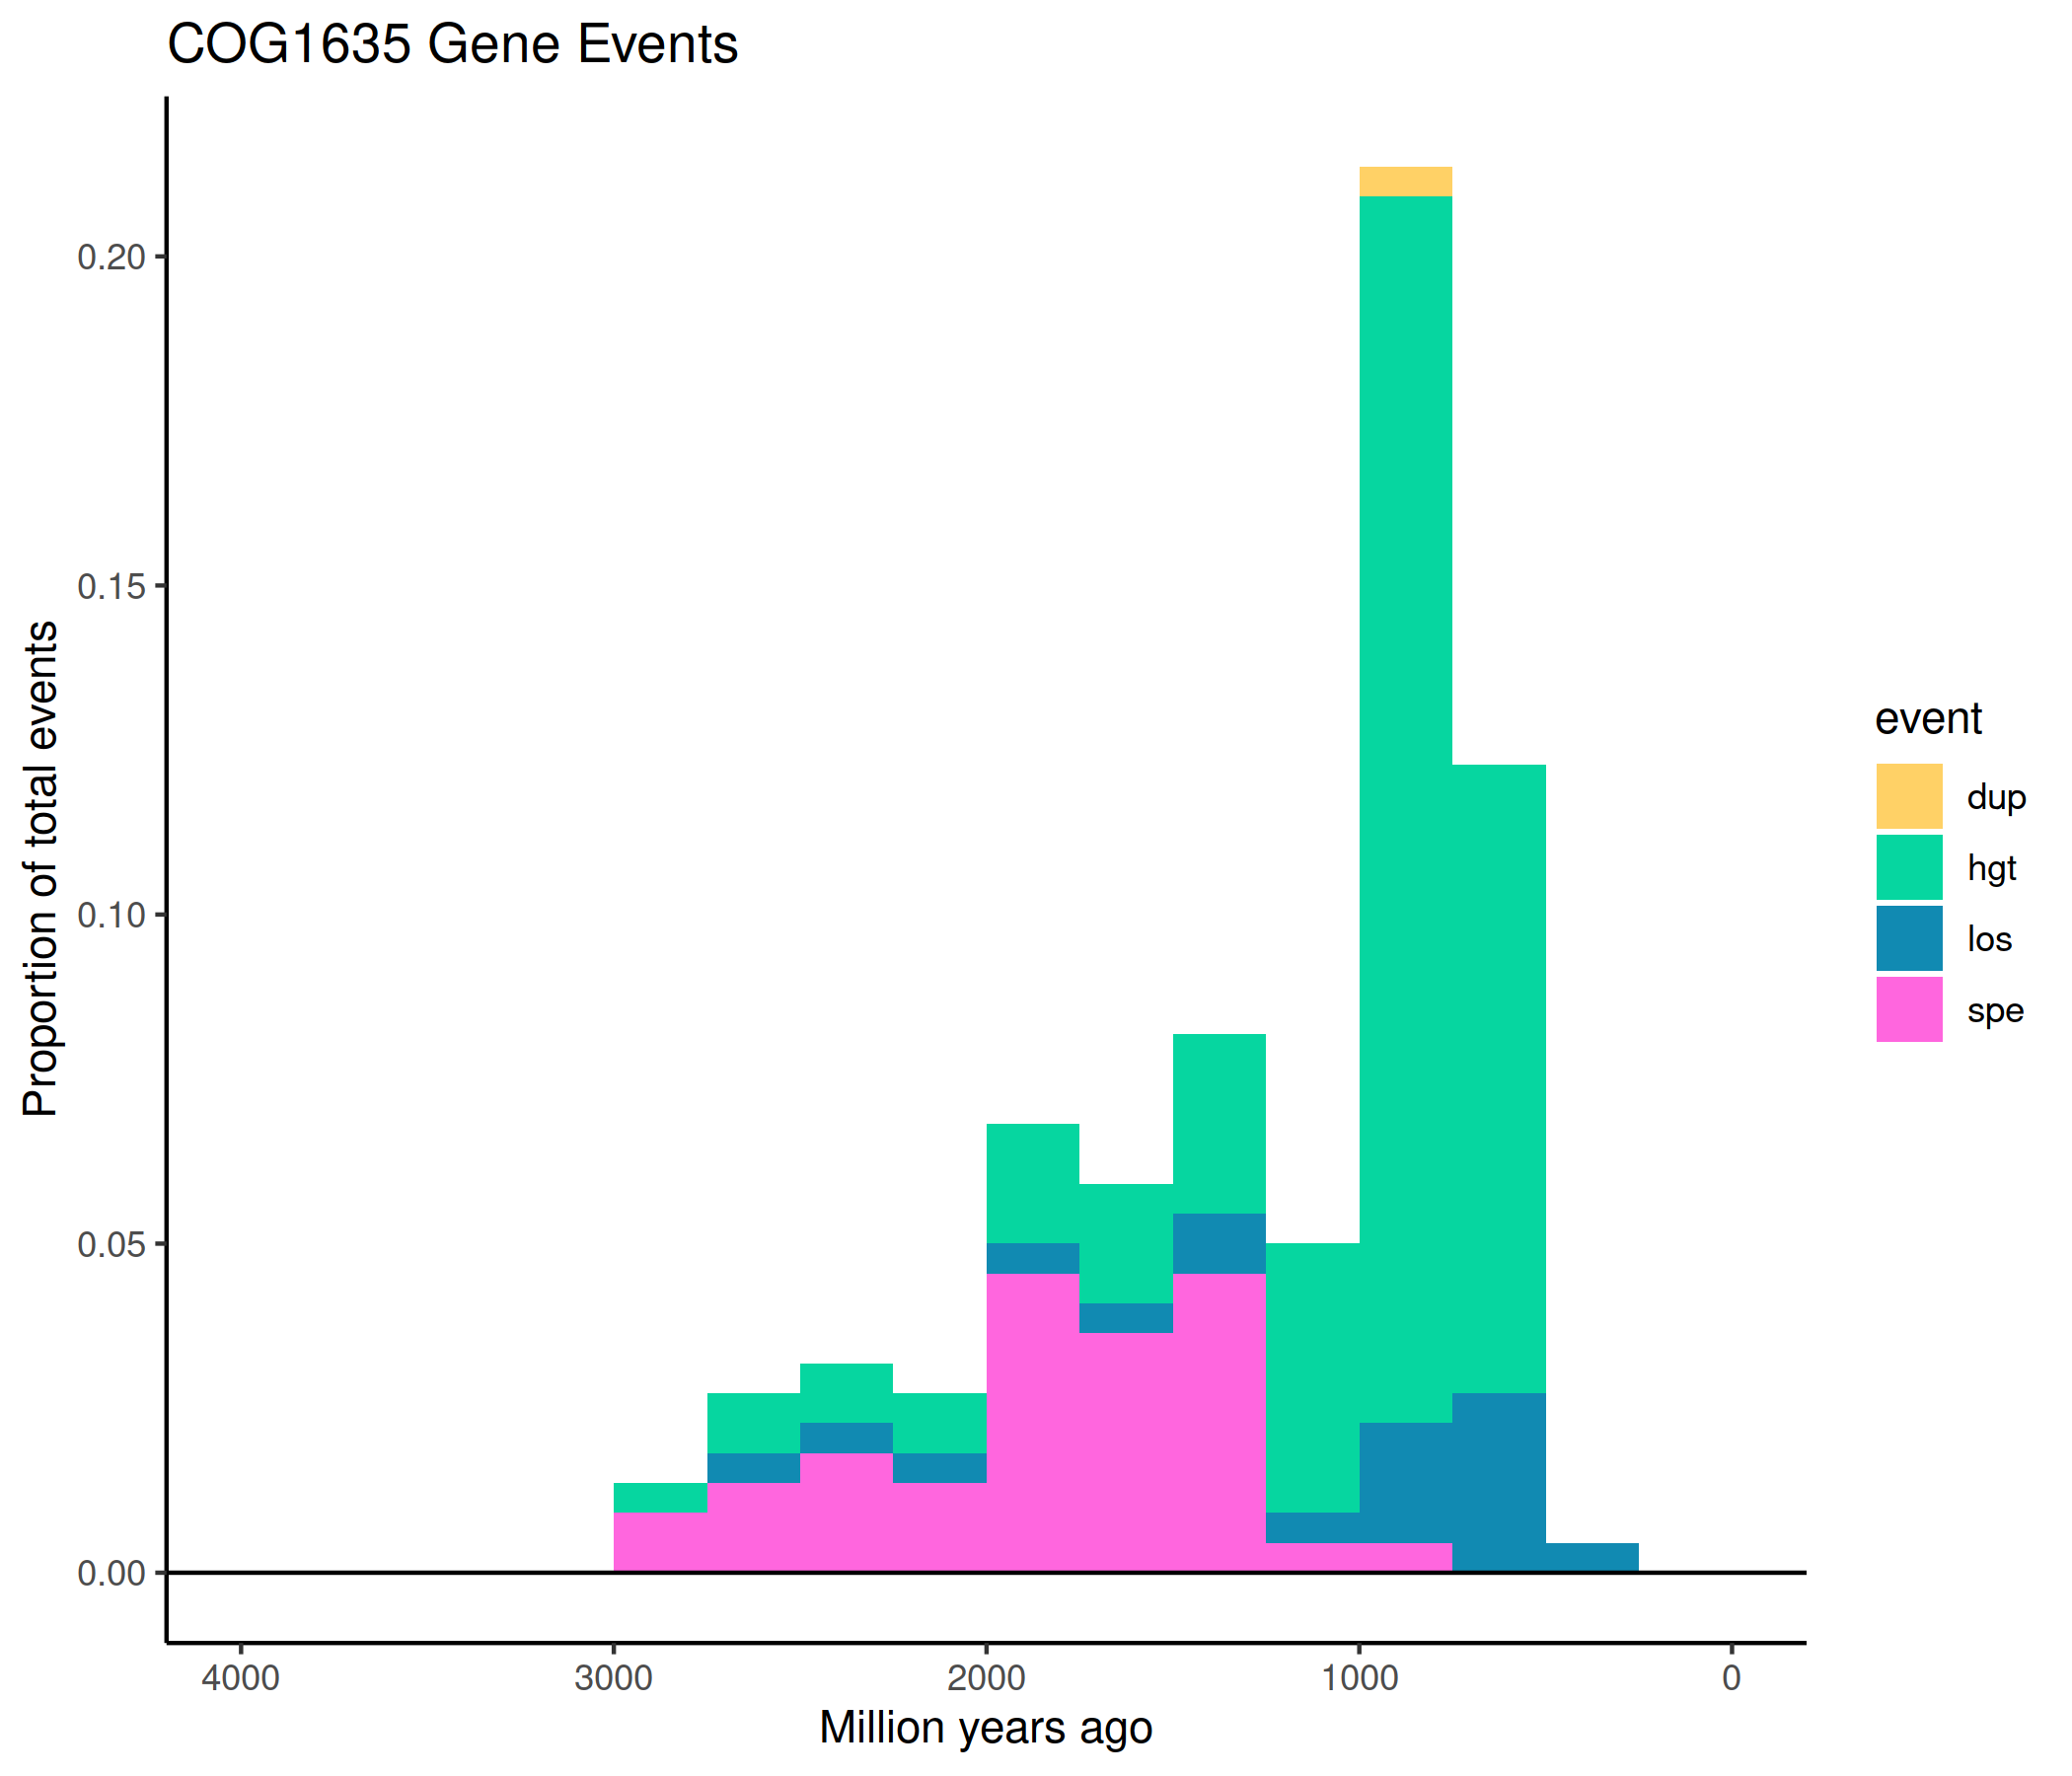 COG1635 Gene Events
Proportion of total events
0.20
0.15
0.10
0.05
0.00
4000 3000 2000 1000 0
Million years ago
event
dup
hgt
los
spe